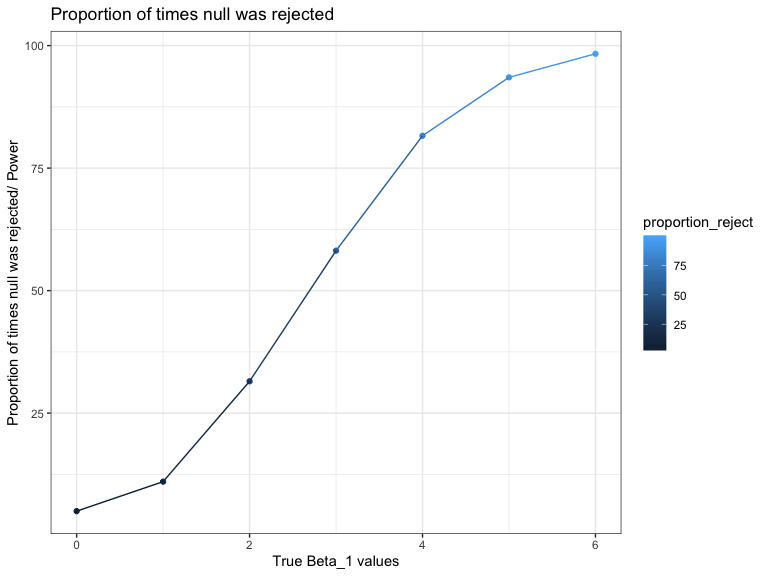 Proportion of times null was rejected
Proportion of times null was rejected/ Power
100
75
50
25
0
2
4
6
True Beta_1 values
proportion_reject
75
50
25